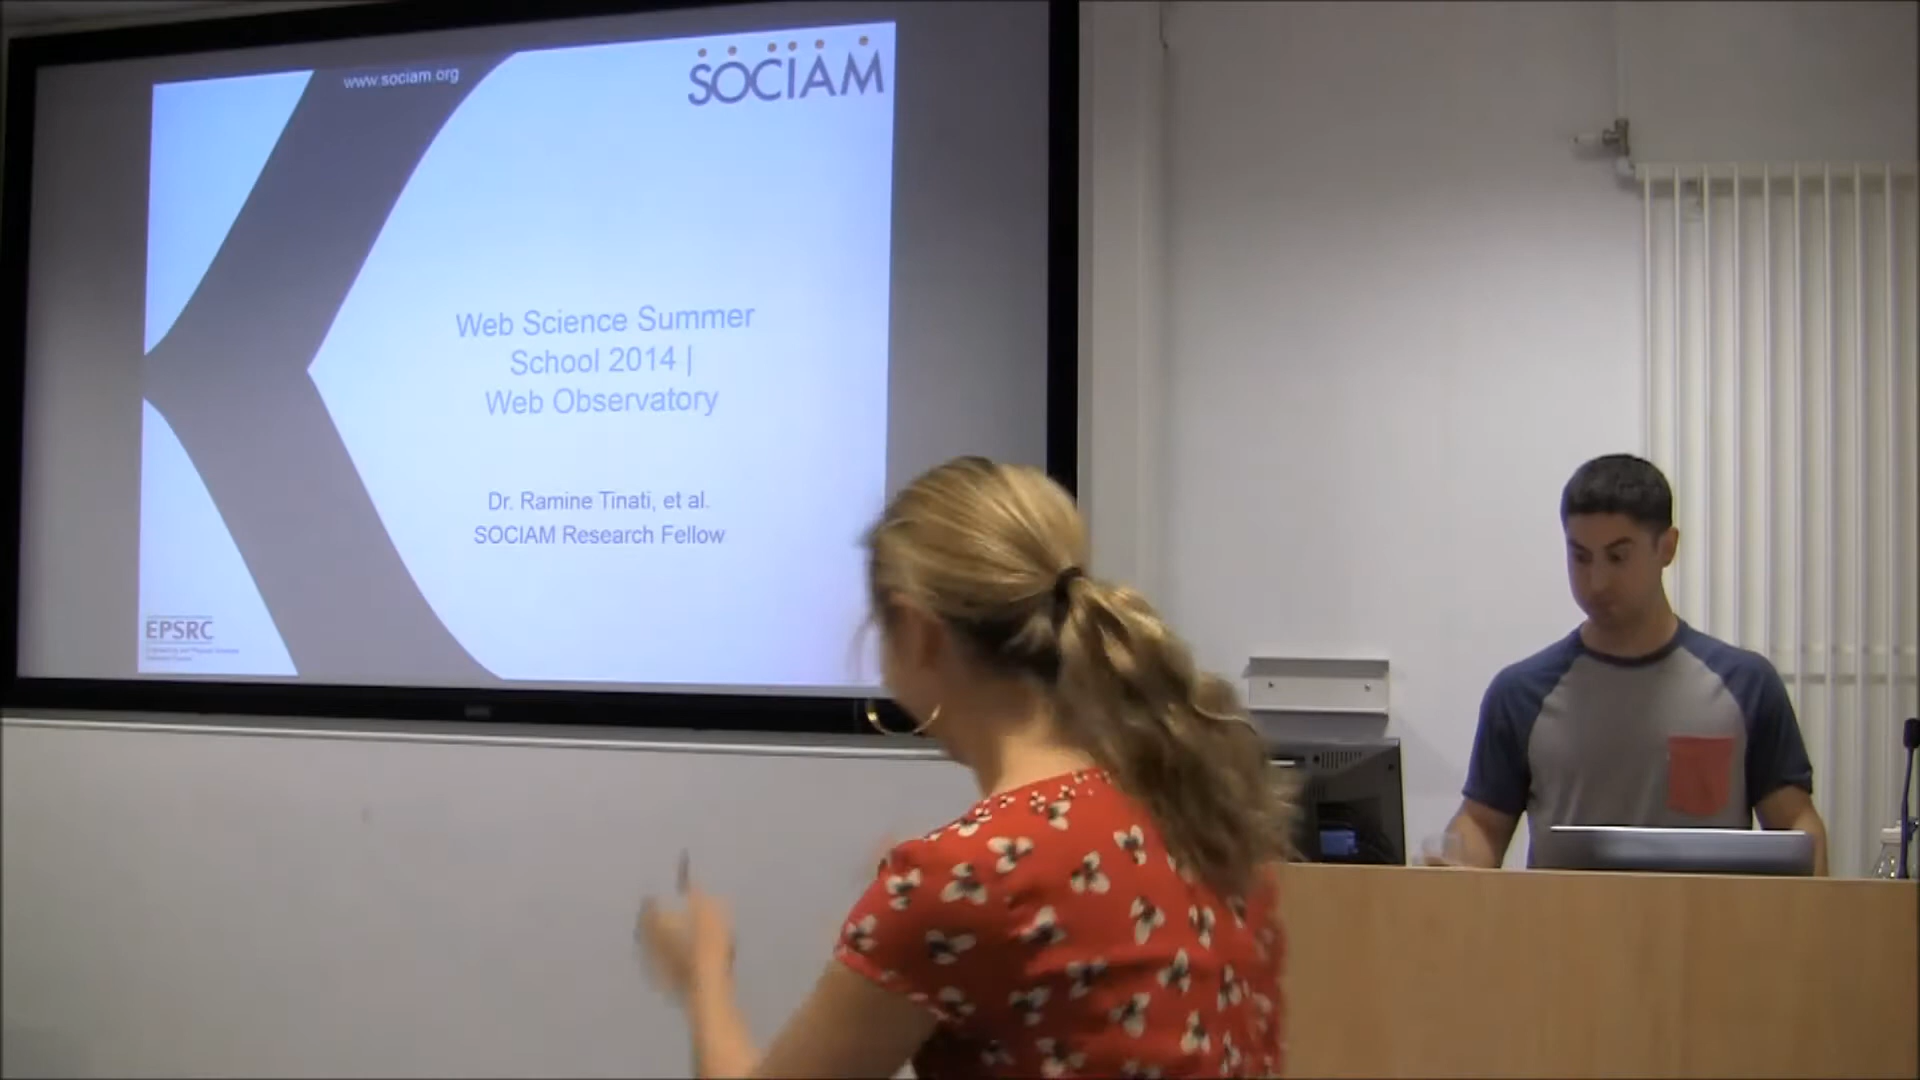 www.sociam.org
SOCIAM
Web Science Summer
School 2014 |
Web Observatory
Dr. Ramine Tinati, et al.
SOCIAM Research Fellow
EPSRC